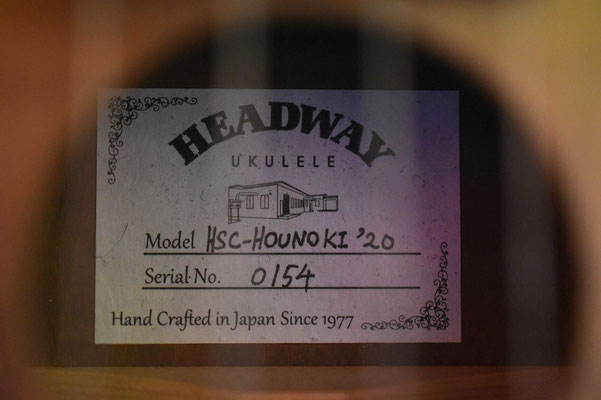 HEADWAY
UKULELE
Model HSC-HOUNOKI '20
Serial No. 0154
Hand Crafted in Japan Since 1977